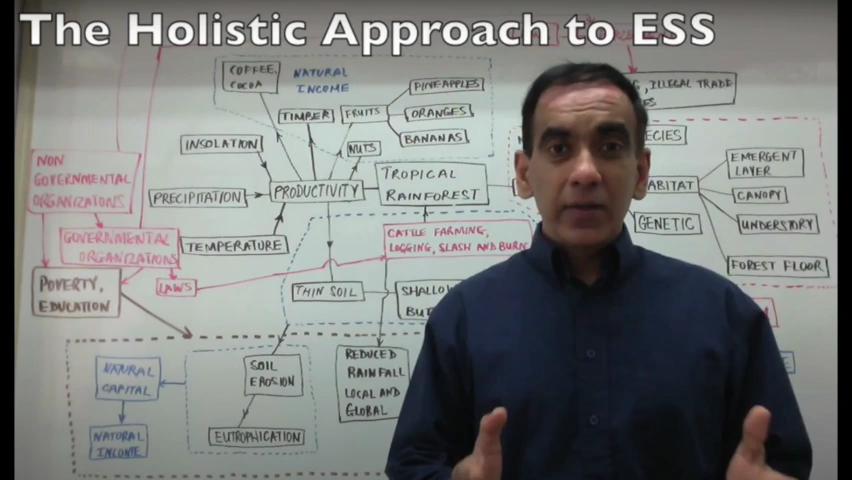 The Holistic Approach to ESS
COFFEE,
COCOA
NATURAL
INCOME
TIMBER
FRUITS
NUTS
PINEAPPLES
ORANGES
BANANAS
, ILLEGAL TRADE
INSOLATION
PRECIPITATION
TEMPERATURE
PRODUCTIVITY
TROPICAL
RAINFOREST
HABITAT
GENETIC
EMERGENT
LAYER
CANOPY
UNDERSTORY
FOREST FLOOR
NON
GOVERNMENTAL
ORGANIZATIONS
GOVERNMENTAL
ORGANIZATIONS
LAWS
POVERTY,
EDUCATION
CATTLE FARMING,
LOGGING, SLASH AND BURN
THIN SOIL
SHALLOW
BUT
SOIL
EROSION
EUTROPHICATION
NATURAL
CAPITAL
NATURAL
INCOME
REDUCED
RAINFALL
LOCAL AND
GLOBAL